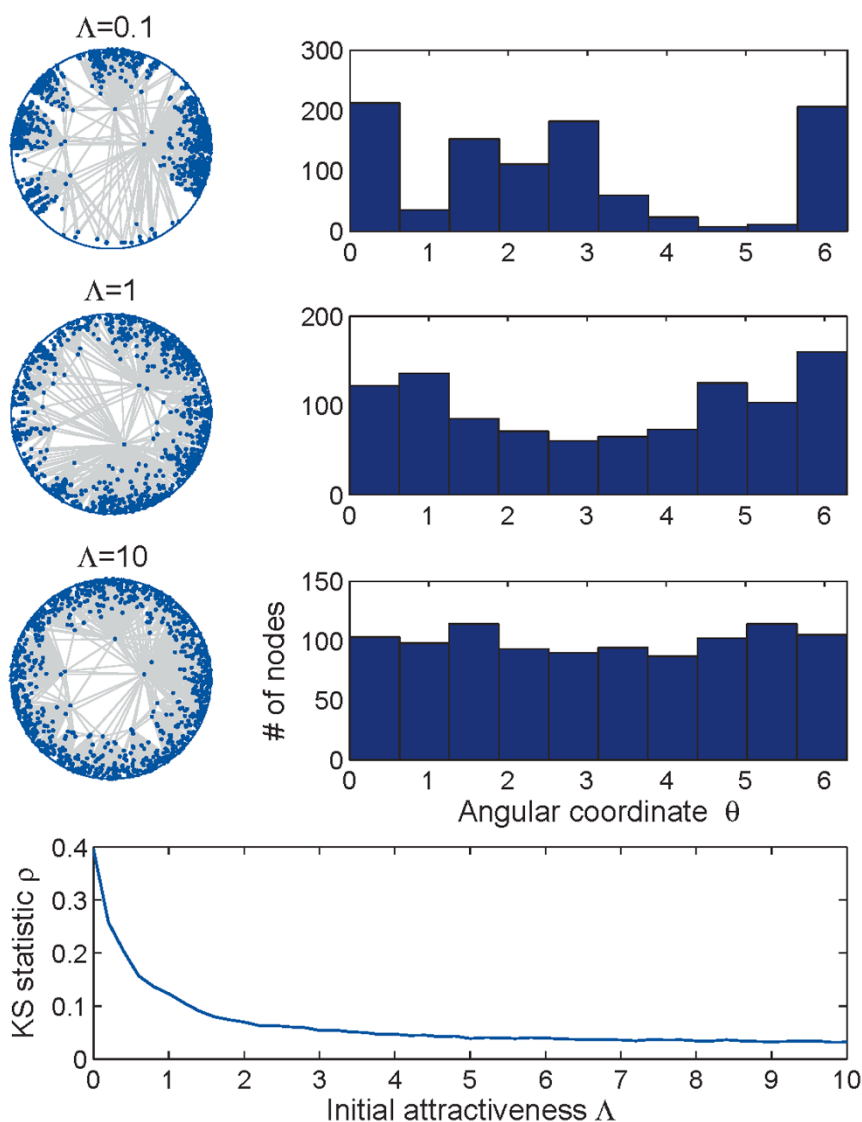 Λ=0.1
300
200
100
0
0 1 2 3 4 5 6
Λ=1
200
100
0
0 1 2 3 4 5 6
Λ=10
# of nodes
150
100
50
0
0 1 2 3 4 5 6
Angular coordinate θ
KS statistic ρ
0.4
0.3
0.2
0.1
0
0 1 2 3 4 5 6 7 8 9 10
Initial attractiveness Λ